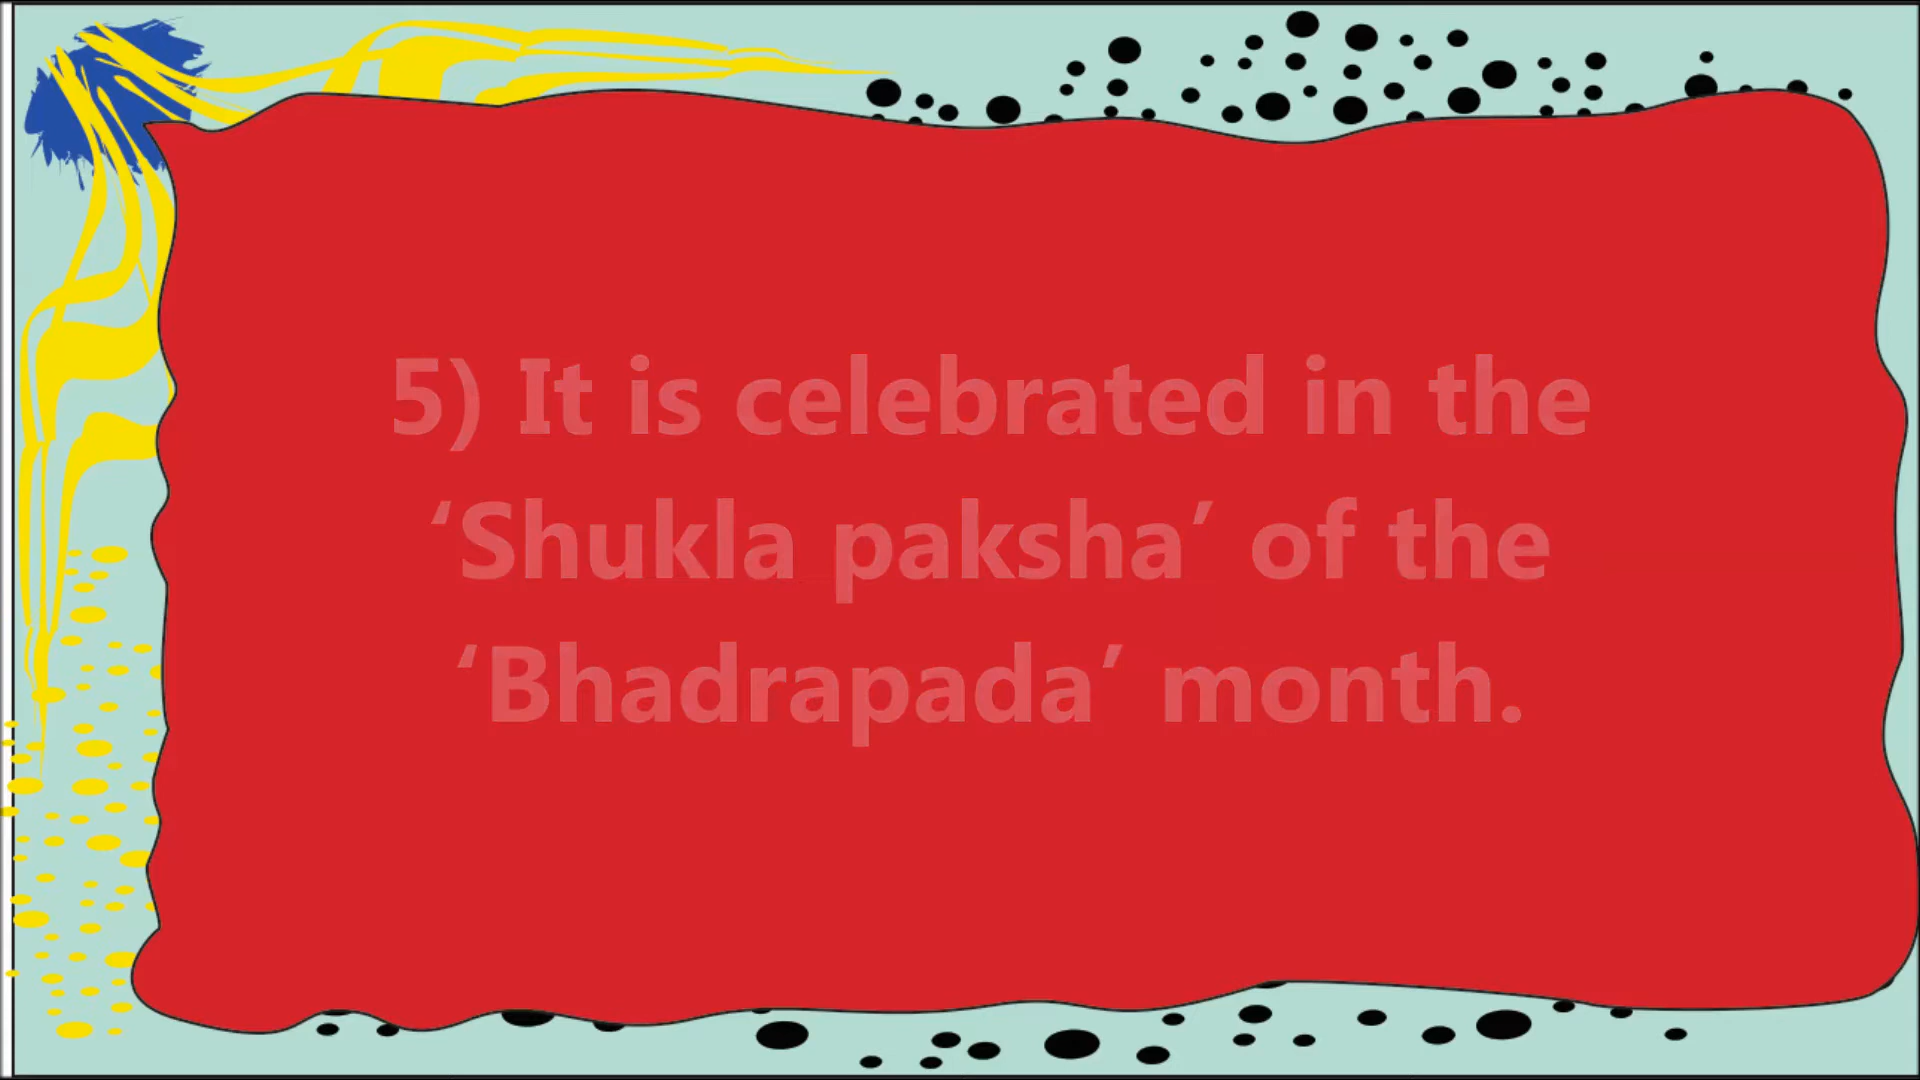 5) It is celebrated in the
‘Shukla paksha’ of the
‘Bhadrapada’ month.